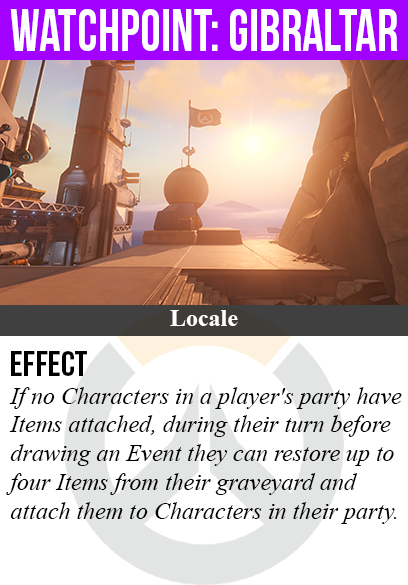 WATCHPOINT: GIBRALTAR
Locale
EFFECT
If no Characters in a player's party have
Items attached, during their turn before
drawing an Event they can restore up to
four Items from their graveyard and
attach them to Characters in their party.